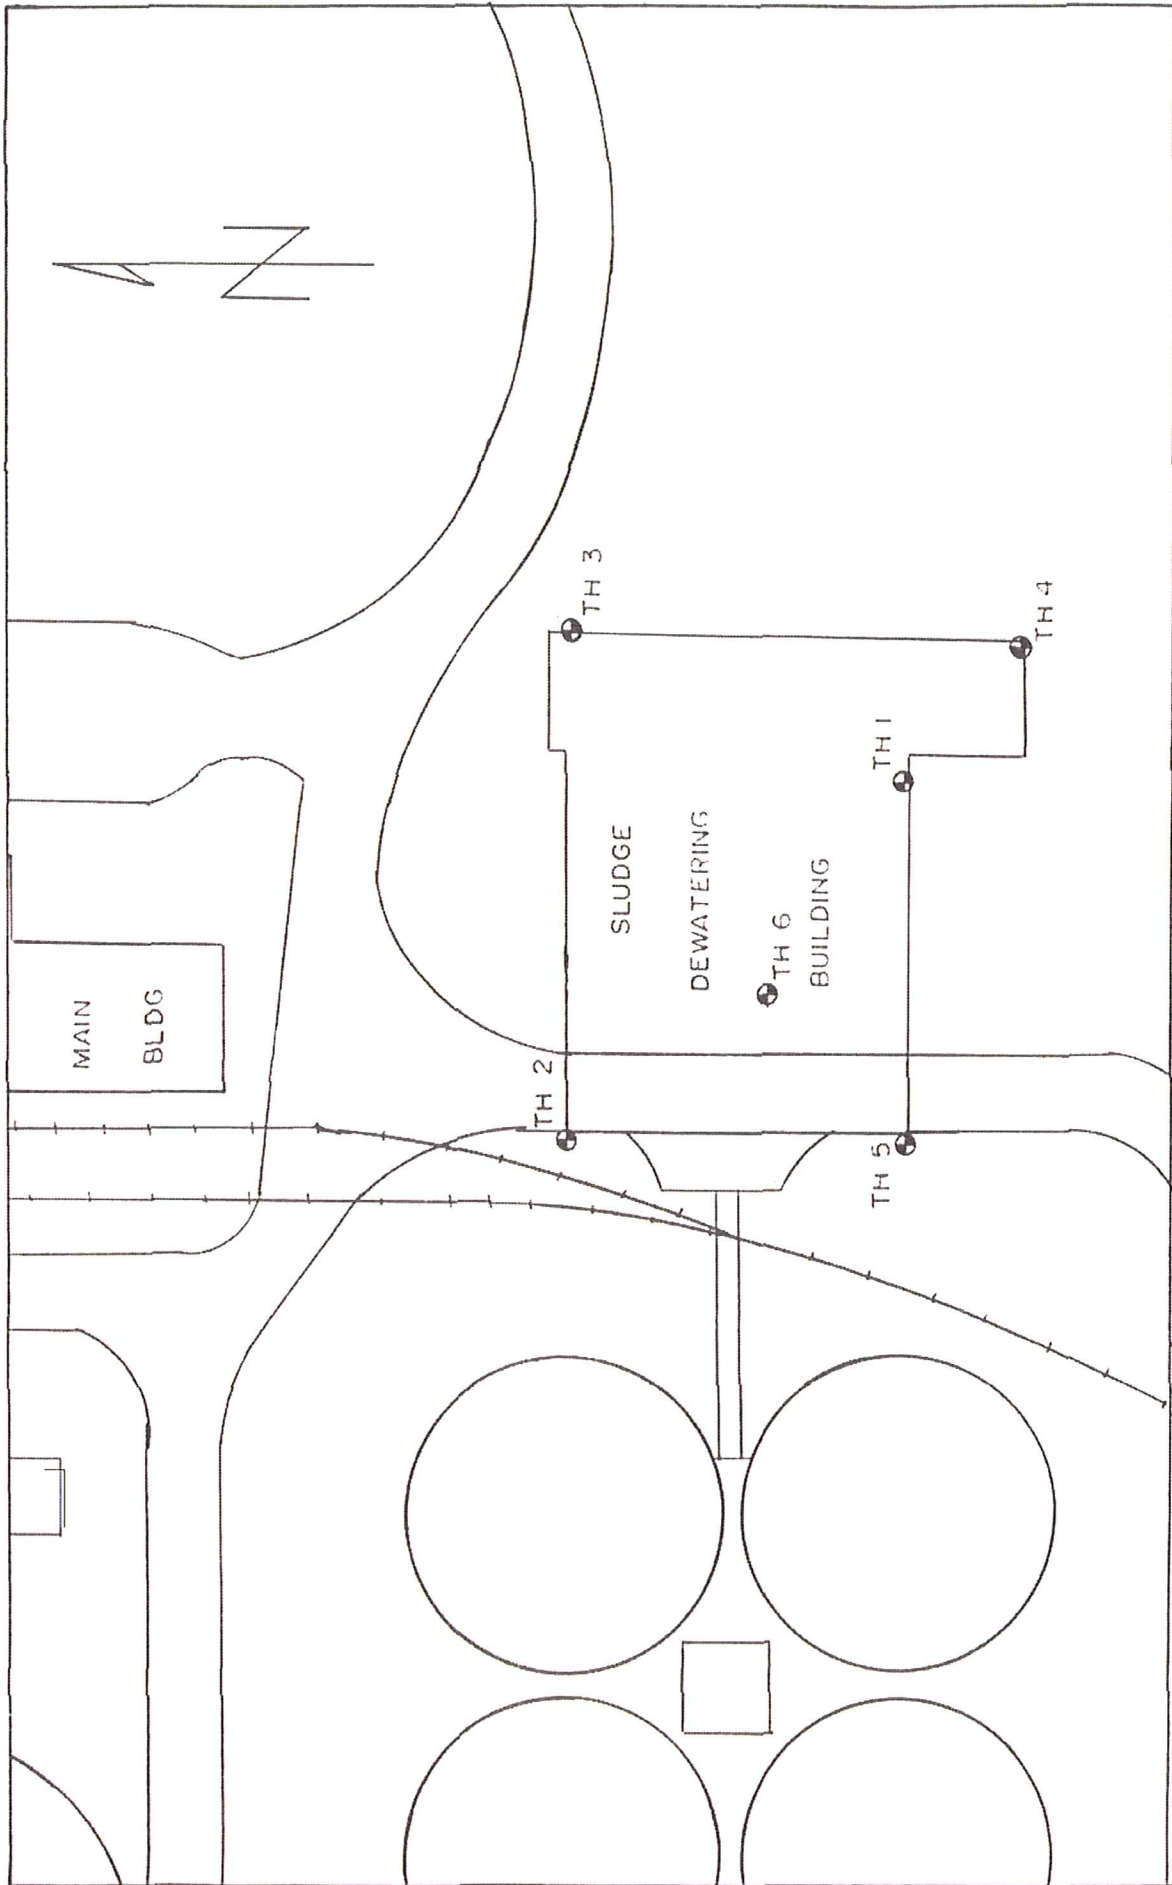 N
MAIN
BLDG
TH 2
TH 3
SLUDGE
DEWATERING
TH 6
BUILDING
TH 1
TH 5
TH 4